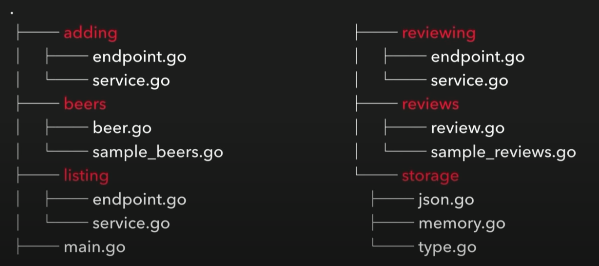 .
├── adding
│   ├── endpoint.go
│   └── service.go
├── beers
│   ├── beer.go
│   └── sample_beers.go
├── listing
│   ├── endpoint.go
│   └── service.go
├── main.go
├── reviewing
│   ├── endpoint.go
│   └── service.go
├── reviews
│   ├── review.go
│   └── sample_reviews.go
└── storage
    ├── json.go
    ├── memory.go
    └── type.go